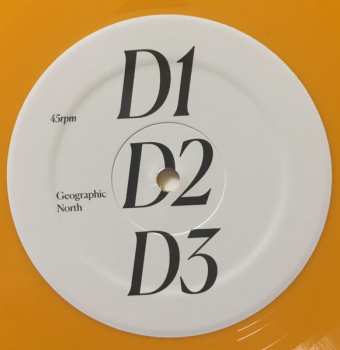 D1
45rpm
D2
Geographic
North
D3